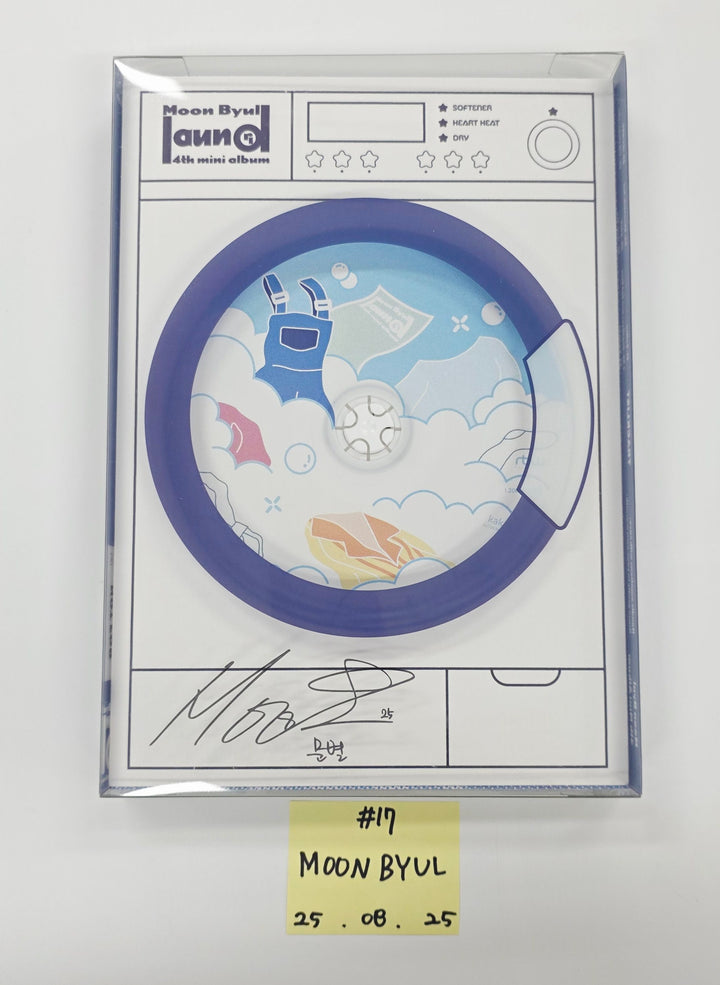 Moon Byul
laundri
4th mini album
SOFTENER
HEART HEAT
DRY
Moon
25
문별
#17
MOON BYUL
25 . 08 . 25